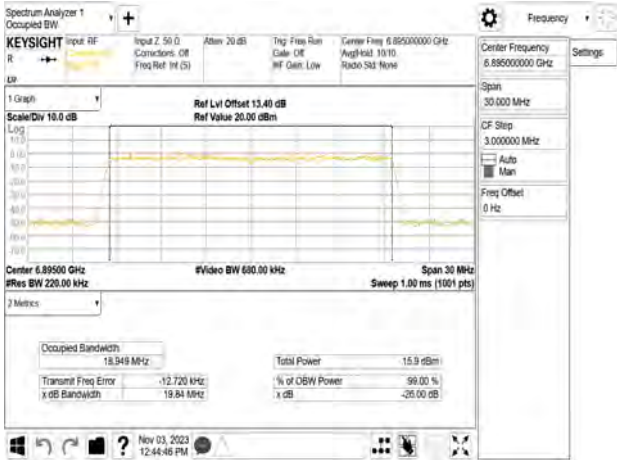 Spectrum Analyzer 1
Occupied BW
+
Frequency
KEYSIGHT
Input: RF
R
Input Z: 50 Ω
Corrections: Off
Freq Ref: Int (S)
Atten: 20 dB
Trig: Free Run
Gate: Off
#IF Gain: Low
Center Freq: 6.895000000 GHz
Avg|Hold: 10/10
Radio Std: None
Center Frequency
6.895000000 GHz
Settings
Span
30.000 MHz
CF Step
3.000000 MHz
Auto
Man
Freq Offset
0 Hz
1 Graph
Scale/Div 10.0 dB
Ref Lvl Offset 13.40 dB
Ref Value 20.00 dBm
Log
10.0
0.00
Center 6.89500 GHz
#Res BW 220.00 kHz
#Video BW 680.00 kHz
Span 30 MHz
Sweep 1.00 ms (1001 pts)
2 Metrics
Occupied Bandwidth
18.949 MHz
Total Power
15.9 dBm
Transmit Freq Error
-12.720 kHz
% of OBW Power
99.00 %
x dB Bandwidth
19.84 MHz
x dB
-26.00 dB
?
Nov 03, 2023
12:44:46 PM